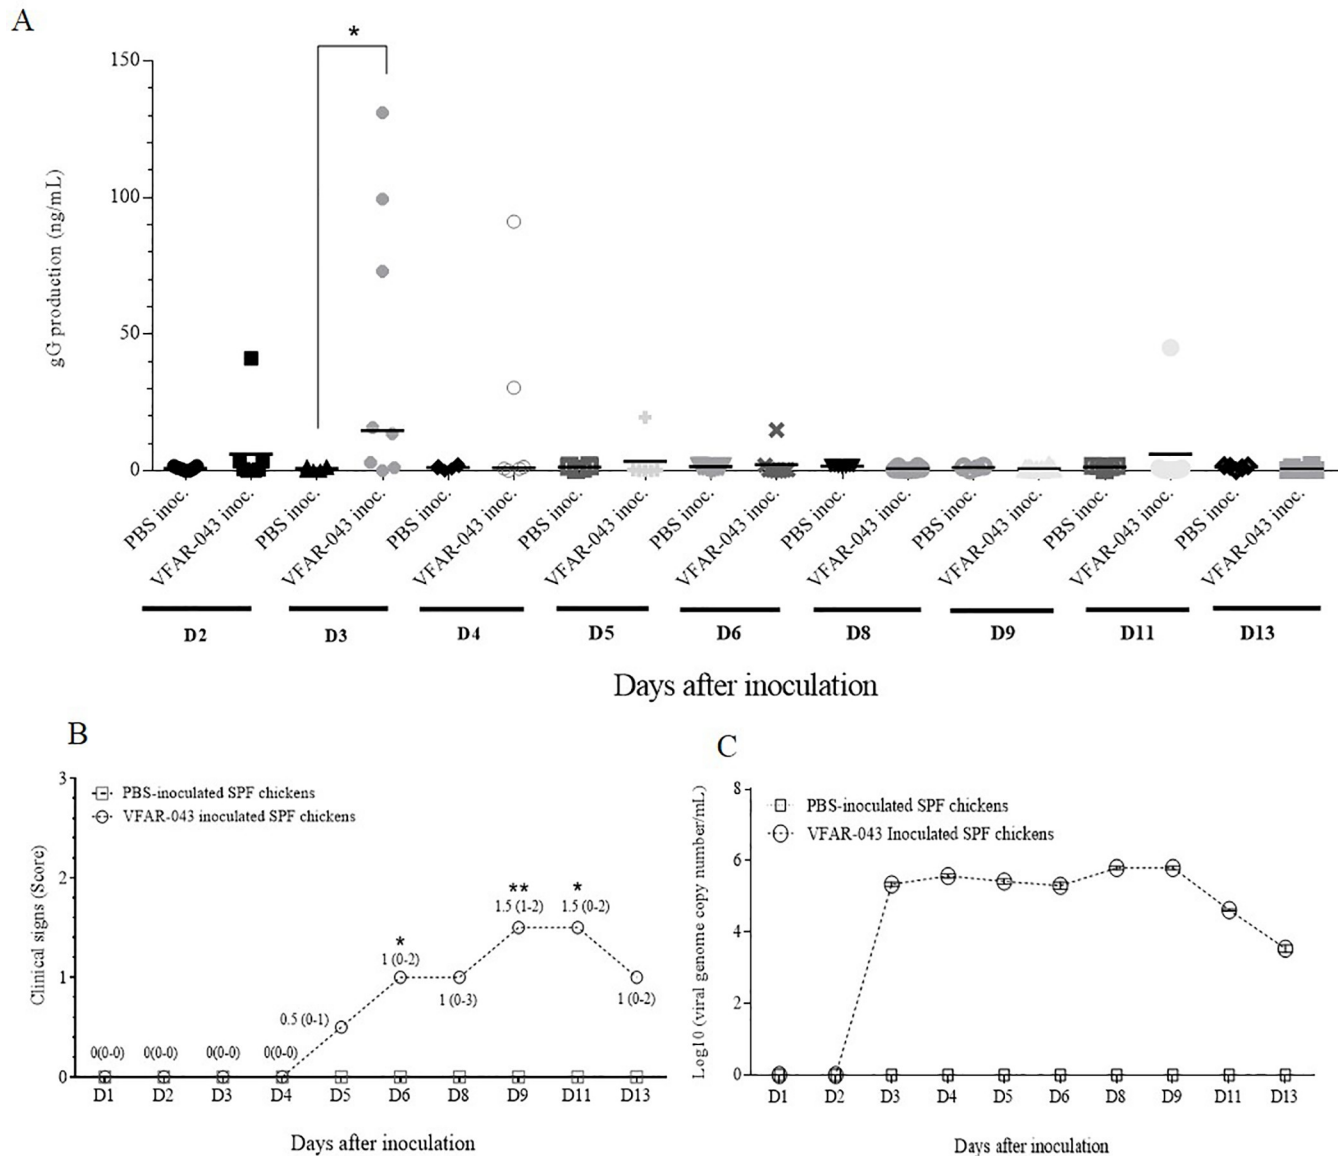 A
*
150
100
50
0
gG production (ng/mL)
PBS inoc.
VFAR-043 inoc.
PBS inoc.
VFAR-043 inoc.
PBS inoc.
VFAR-043 inoc.
PBS inoc.
VFAR-043 inoc.
PBS inoc.
VFAR-043 inoc.
PBS inoc.
VFAR-043 inoc.
PBS inoc.
VFAR-043 inoc.
PBS inoc.
VFAR-043 inoc.
PBS inoc.
VFAR-043 inoc.
D2 D3 D4 D5 D6 D8 D9 D11 D13
Days after inoculation
B
3
2
1
0
Clinical signs (Score)
PBS-inoculated SPF chickens
VFAR-043 inoculated SPF chickens
0(0-0) 0(0-0) 0(0-0) 0(0-0)
0.5 (0-1)
*
1 (0-2)
1 (0-3)
**
1.5 (1-2)
*
1.5 (0-2)
1 (0-2)
D1 D2 D3 D4 D5 D6 D8 D9 D11 D13
Days after inoculation
C
8
6
4
2
0
Log10 (viral genome copy number/mL)
PBS-inoculated SPF chickens
VFAR-043 Inoculated SPF chickens
D1 D2 D3 D4 D5 D6 D8 D9 D11 D13
Days after inoculation